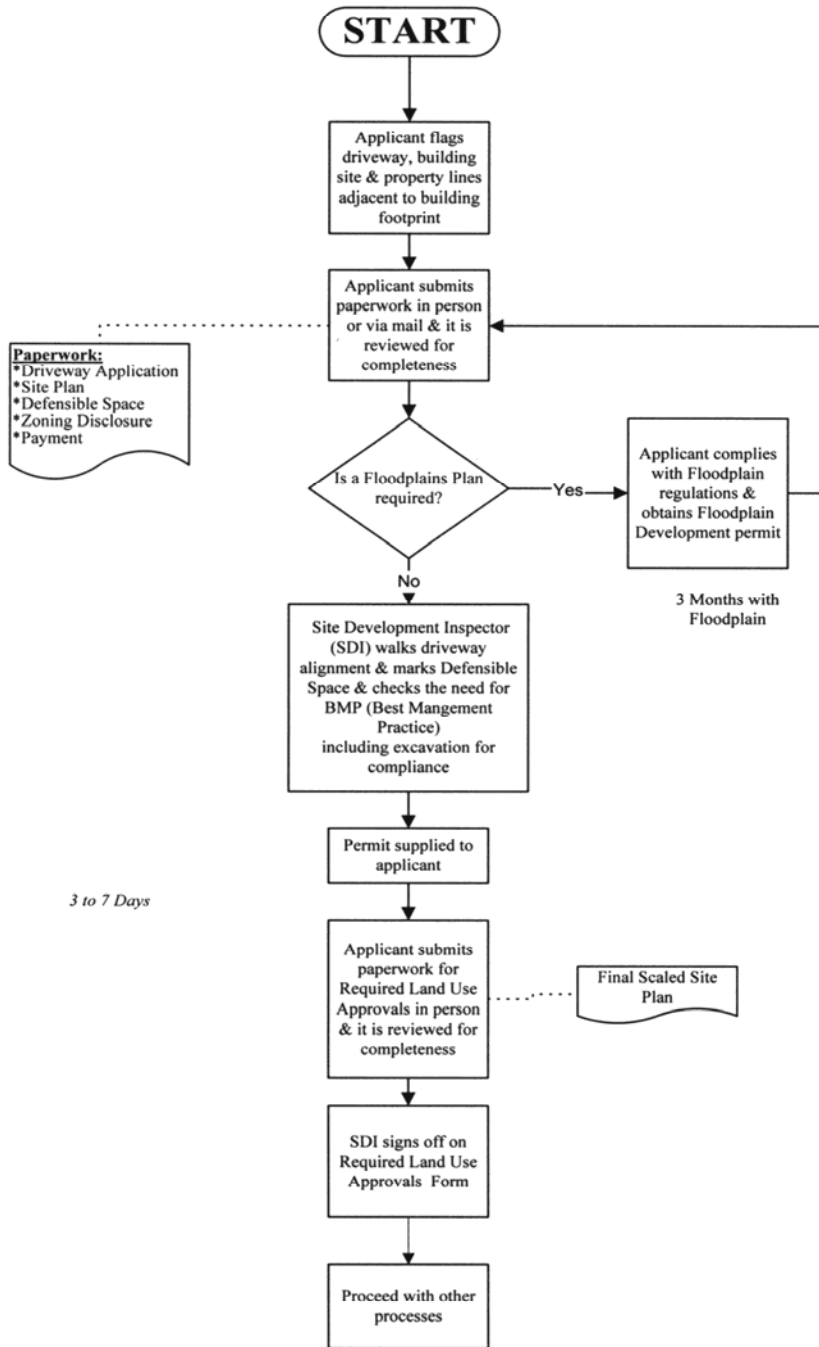 START
Applicant flags
driveway, building
site & property lines
adjacent to building
footprint
Applicant submits
paperwork in person
or via mail & it is
reviewed for
completeness
Paperwork:
*Driveway Application
*Site Plan
*Defensible Space
*Zoning Disclosure
*Payment
Is a Floodplains Plan
required?
Yes
Applicant complies
with Floodplain
regulations &
obtains Floodplain
Development permit
3 Months with
Floodplain
No
Site Development Inspector
(SDI) walks driveway
alignment & marks Defensible
Space & checks the need for
BMP (Best Mangement
Practice)
including excavation for
compliance
Permit supplied to
applicant
3 to 7 Days
Applicant submits
paperwork for
Required Land Use
Approvals in person
& it is reviewed for
completeness
Final Scaled Site
Plan
SDI signs off on
Required Land Use
Approvals Form
Proceed with other
processes